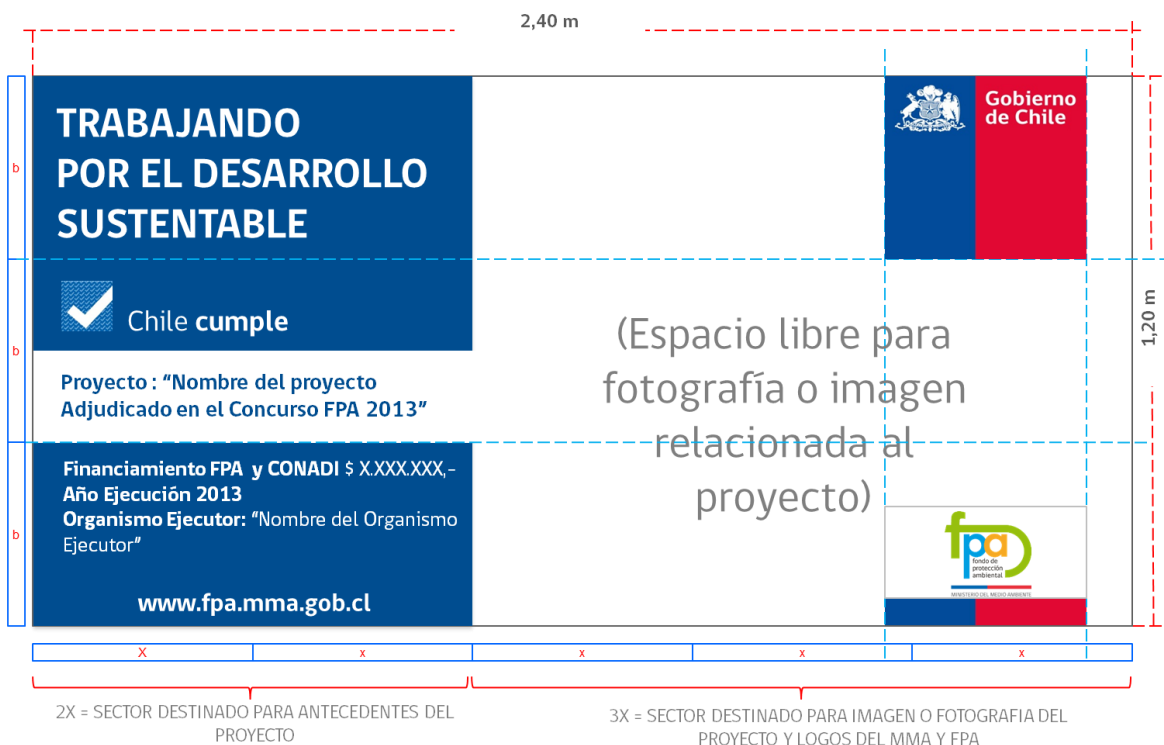 2,40 m
TRABAJANDO
POR EL DESARROLLO
SUSTENTABLE
Chile cumple
Proyecto : “Nombre del proyecto
Adjudicado en el Concurso FPA 2013”
Financiamiento FPA y CONADI $ X.XXX.XXX,-
Año Ejecución 2013
Organismo Ejecutor: “Nombre del Organismo
Ejecutor”
www.fpa.mma.gob.cl
Gobierno
de Chile
(Espacio libre para
fotografía o imagen
relacionada al
proyecto)
fpa
fondo de
protección
ambiental
MINISTERIO DEL MEDIO AMBIENTE
1,20 m
b
b
b
X
x
x
x
x
2X = SECTOR DESTINADO PARA ANTECEDENTES DEL
PROYECTO
3X = SECTOR DESTINADO PARA IMAGEN O FOTOGRAFIA DEL
PROYECTO Y LOGOS DEL MMA Y FPA